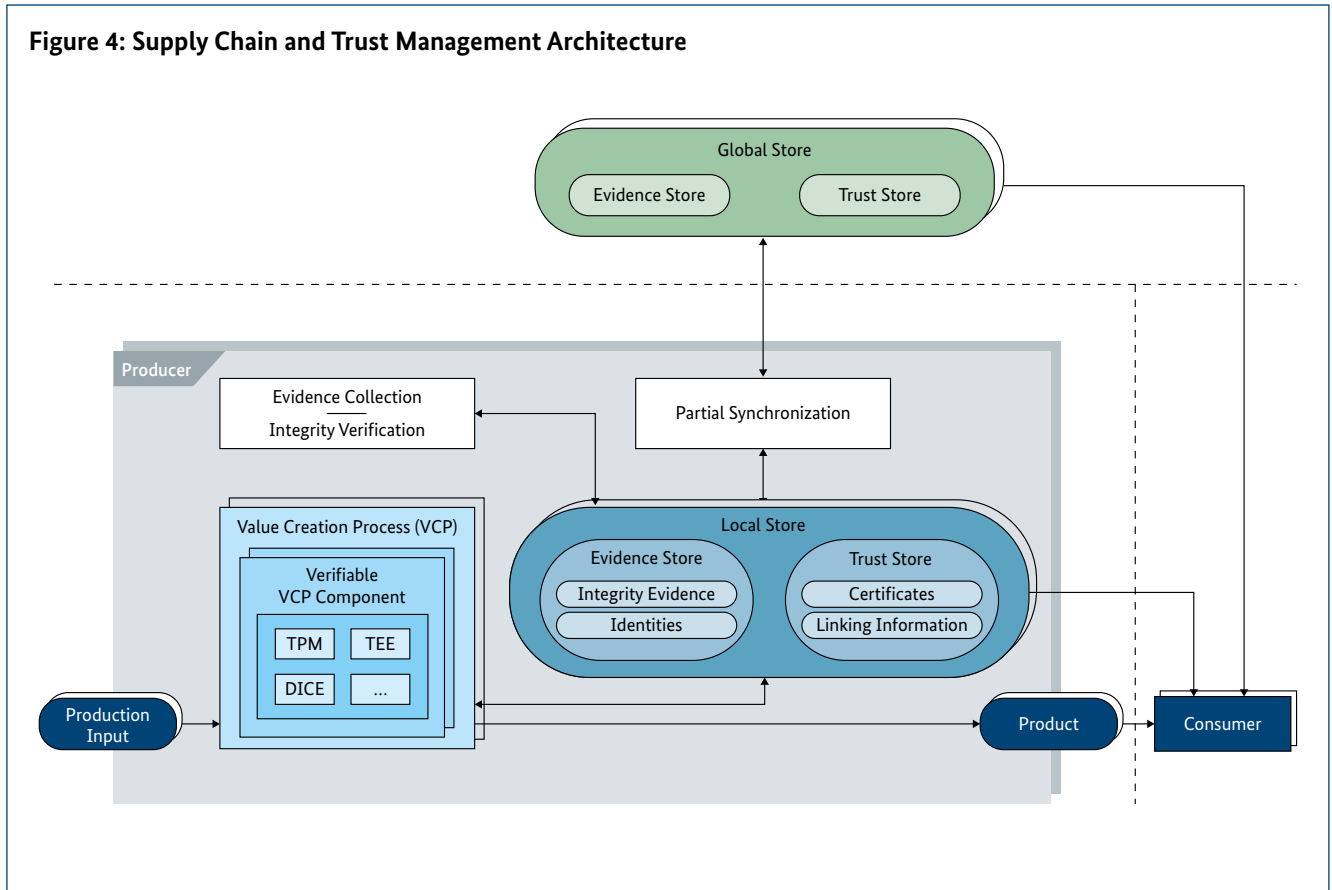 Figure 4: Supply Chain and Trust Management Architecture
Global Store
Evidence Store
Trust Store
Producer
Evidence Collection
Integrity Verification
Partial Synchronization
Value Creation Process (VCP)
Verifiable
VCP Component
TPM
TEE
DICE
...
Local Store
Evidence Store
Integrity Evidence
Identities
Trust Store
Certificates
Linking Information
Production
Input
Product
Consumer